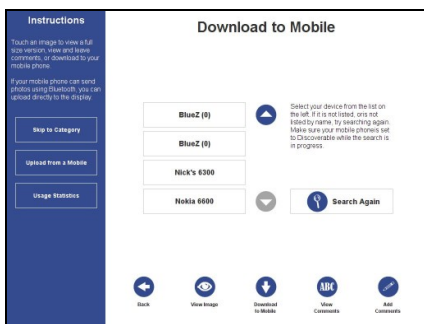 Instructions
Touch an image to view a full
size version, view and leave
comments, or download to your
mobile phone.
If your mobile phone can send
photos using Bluetooth, you can
upload directly to the display.
Skip to Category
Upload from a Mobile
Usage Statistics
Download to Mobile
BlueZ (0)
BlueZ (0)
Nick's 6300
Nokia 6600
Select your device from the list on
the left. If it is not listed, or is not
listed by name, try searching again.
Make sure your mobile phone is set
to Discoverable while the search is
in progress.
Search Again
Back
View Image
Download
to Mobile
ABC
View
Comments
Add
Comments